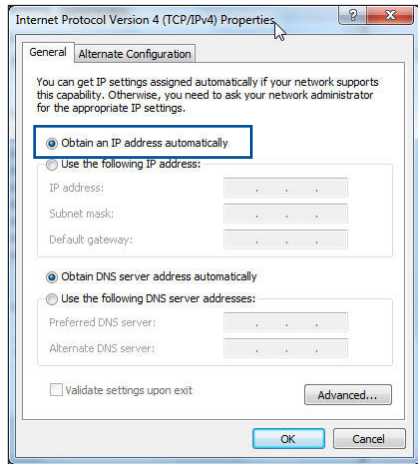 Internet Protocol Version 4 (TCP/IPv4) Properties
General
Alternate Configuration
You can get IP settings assigned automatically if your network supports
this capability. Otherwise, you need to ask your network administrator
for the appropriate IP settings.
Obtain an IP address automatically
Use the following IP address:
IP address:
Subnet mask:
Default gateway:
Obtain DNS server address automatically
Use the following DNS server addresses:
Preferred DNS server:
Alternate DNS server:
Validate settings upon exit
Advanced...
OK
Cancel